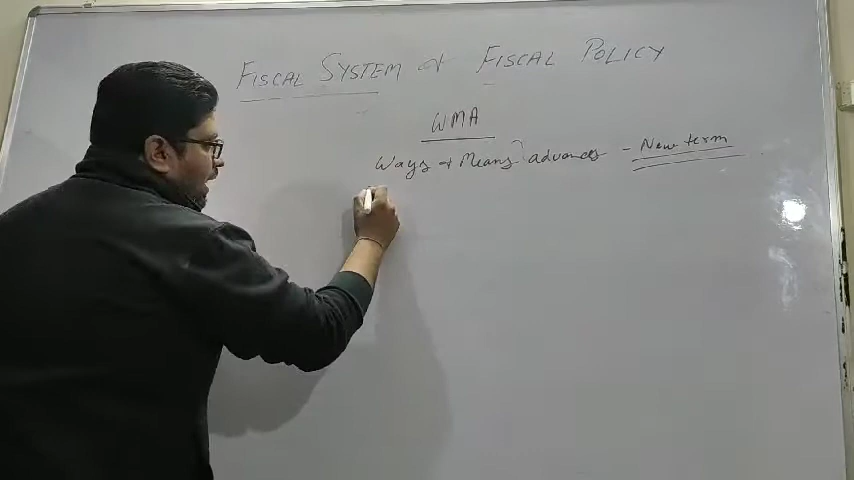 FISCAL SYSTEM & FISCAL POLICY
WMA
Ways & Means advances - New term